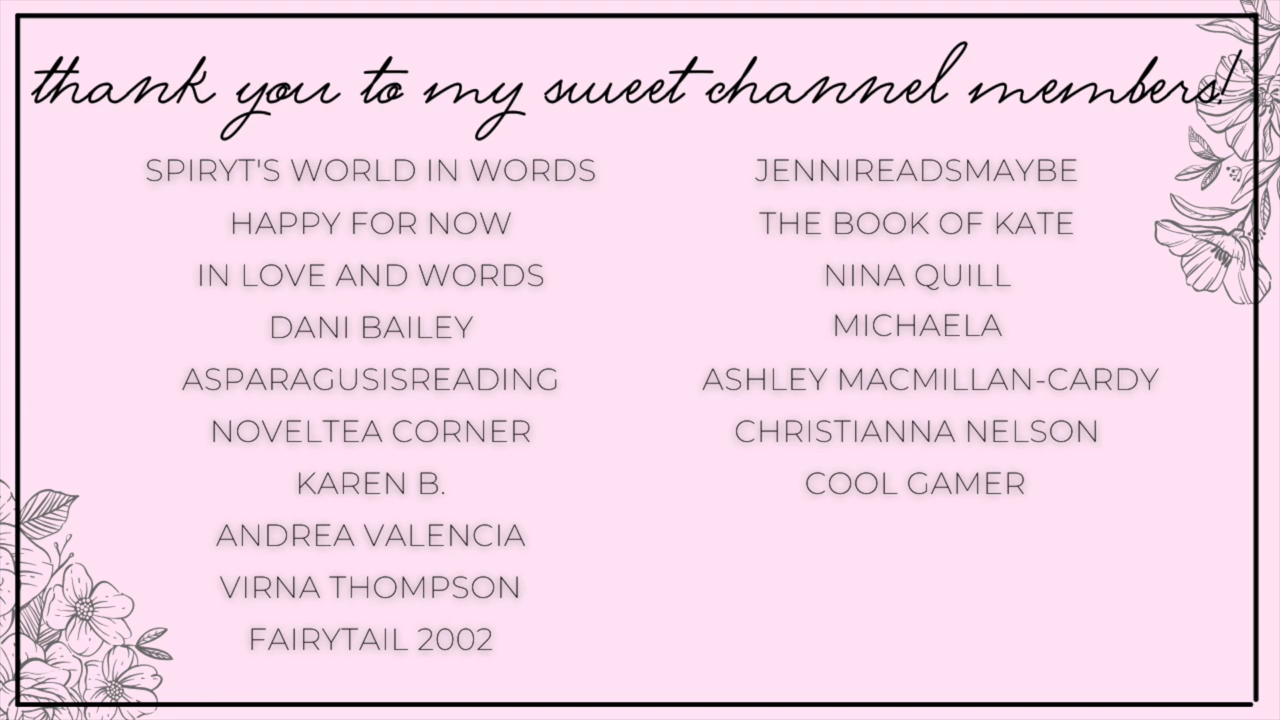 thank you to my sweet channel members!
SPIRYT'S WORLD IN WORDS
HAPPY FOR NOW
IN LOVE AND WORDS
DANI BAILEY
ASPARAGUSISREADING
NOVELTEA CORNER
KAREN B.
ANDREA VALENCIA
VIRNA THOMPSON
FAIRYTAIL 2002
JENNIREADSMAYBE
THE BOOK OF KATE
NINA QUILL
MICHAELA
ASHLEY MACMILLAN-CARDY
CHRISTIANNA NELSON
COOL GAMER